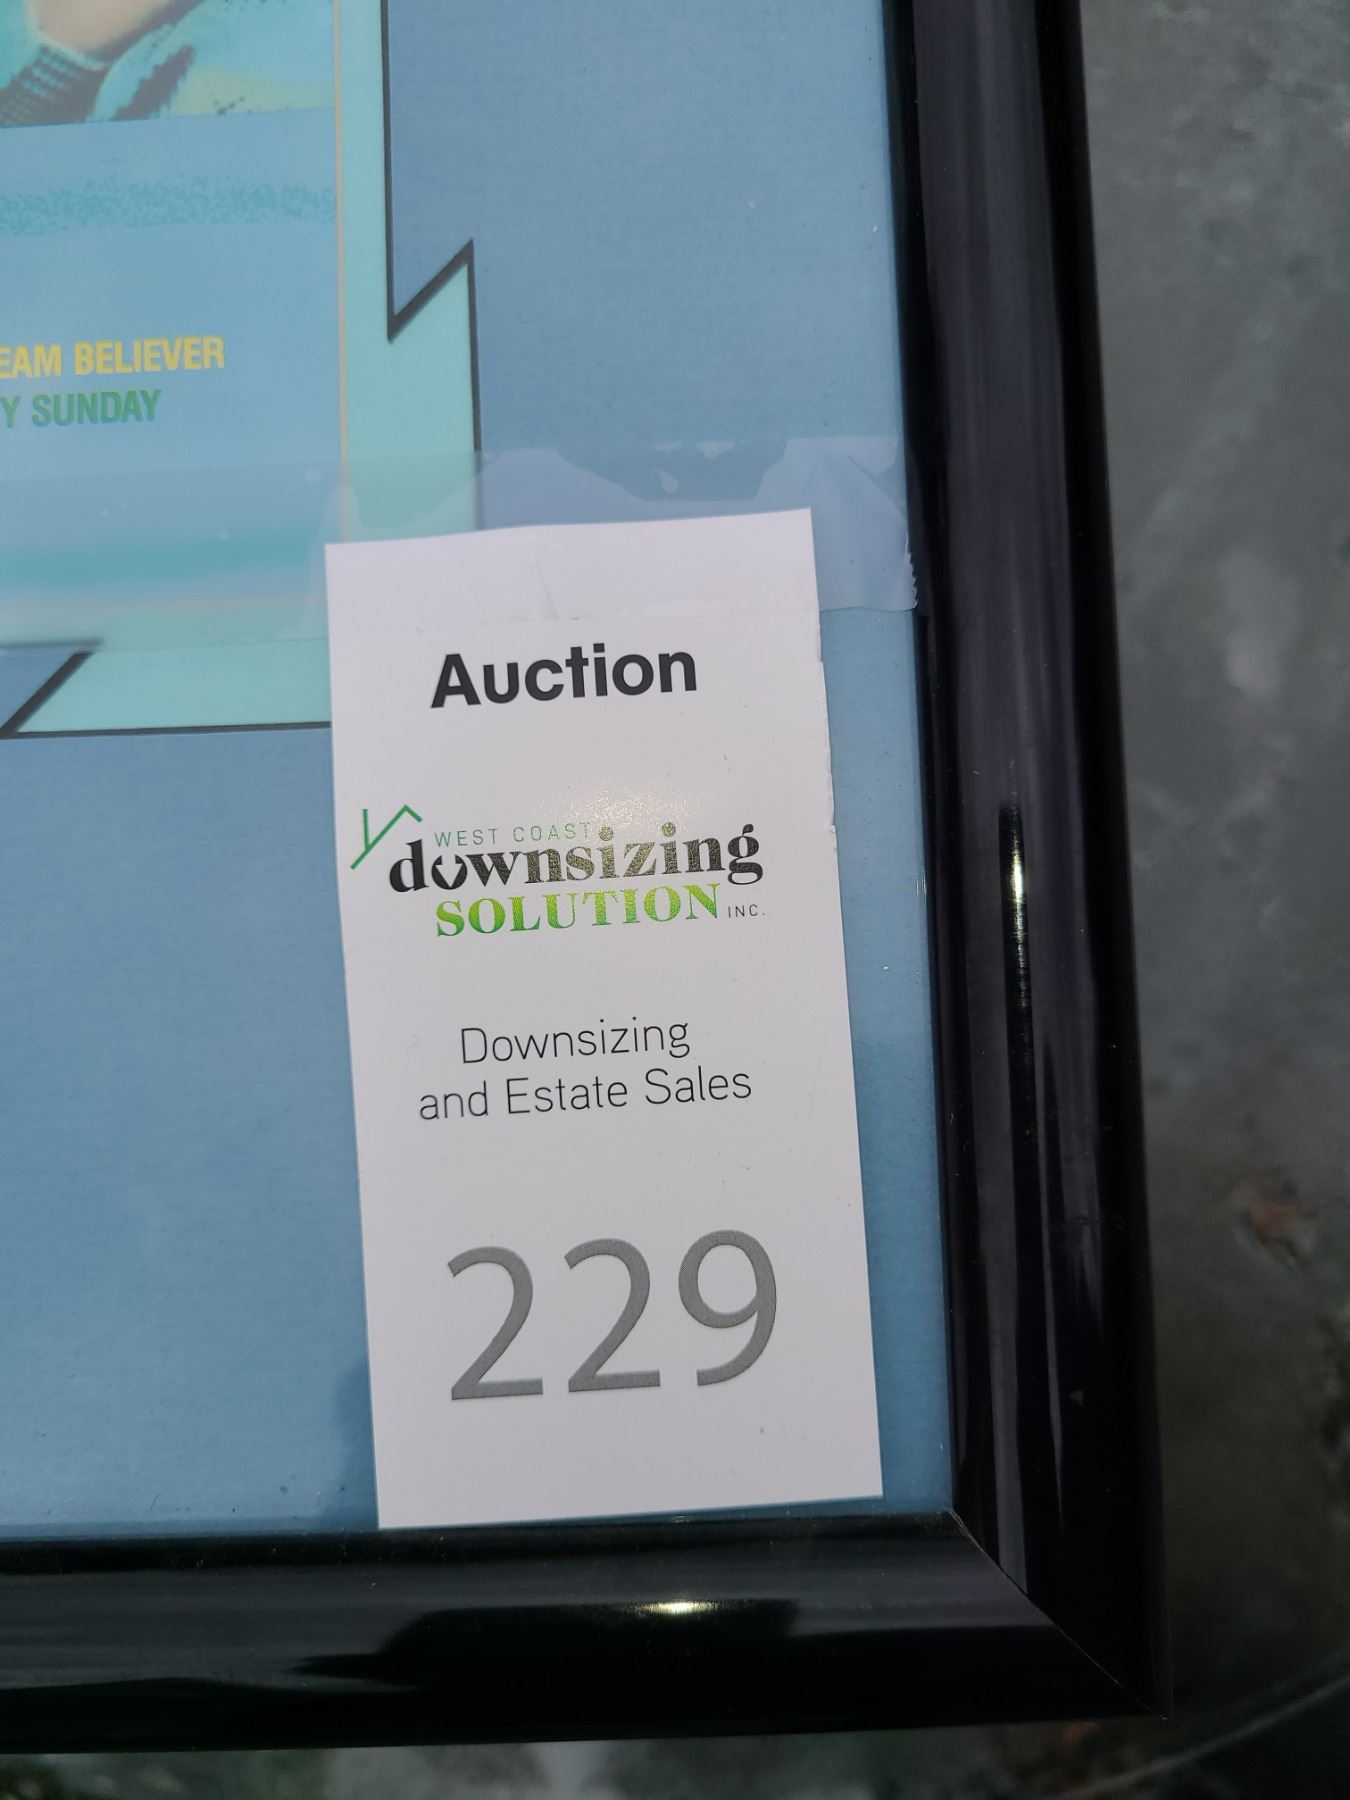 EAM BELIEVER
Y SUNDAY
Auction
WEST COAST
downsizing
SOLUTION INC.
Downsizing
and Estate Sales
229